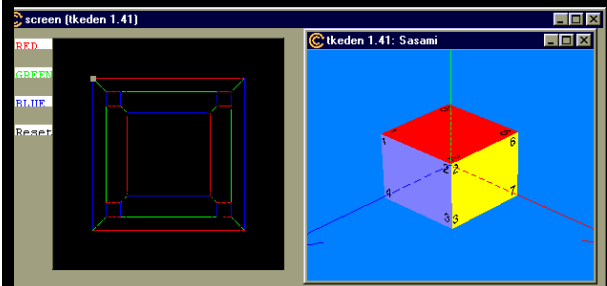 screen (tkeden 1.41)
tkeden 1.41: Sasami
RED
GREEN
BLUE
Reset
1
6
2 2
4
7
3 3